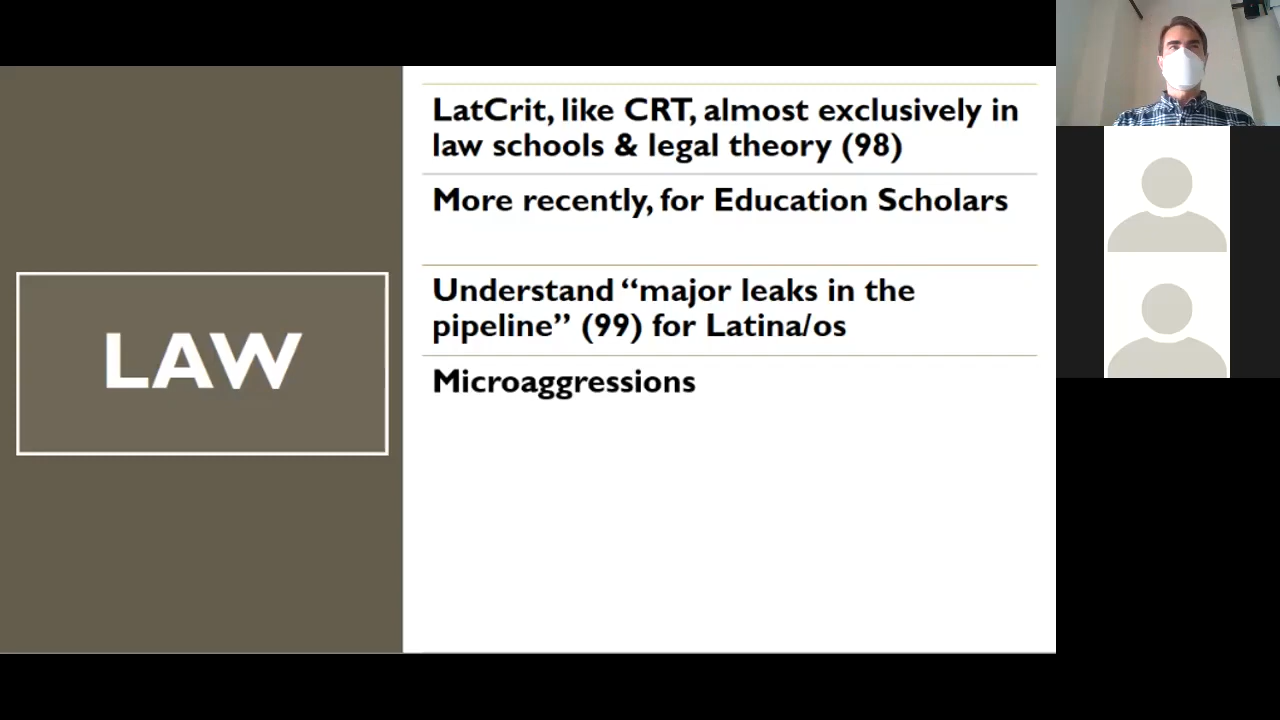 LAW
LatCrit, like CRT, almost exclusively in
law schools & legal theory (98)
More recently, for Education Scholars
Understand “major leaks in the
pipeline” (99) for Latina/os
Microaggressions